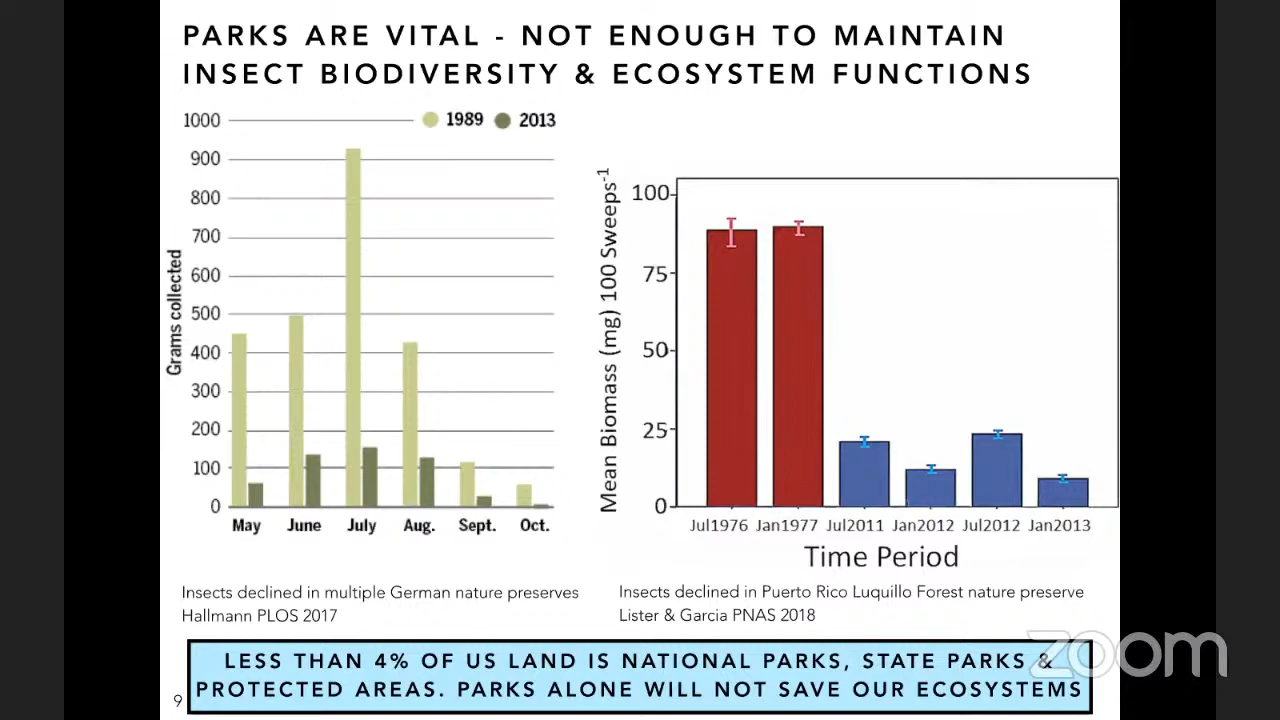 PARKS ARE VITAL - NOT ENOUGH TO MAINTAIN
INSECT BIODIVERSITY & ECOSYSTEM FUNCTIONS
1989 2013
Grams collected
1000
900
800
700
600
500
400
300
200
100
0
May June July Aug. Sept. Oct.
Mean Biomass (mg) 100 Sweeps⁻¹
100
75
50
25
0
Jul1976 Jan1977 Jul2011 Jan2012 Jul2012 Jan2013
Time Period
Insects declined in multiple German nature preserves
Hallmann PLOS 2017
Insects declined in Puerto Rico Luquillo Forest nature preserve
Lister & Garcia PNAS 2018
LESS THAN 4% OF US LAND IS NATIONAL PARKS, STATE PARKS &
PROTECTED AREAS. PARKS ALONE WILL NOT SAVE OUR ECOSYSTEMS
zoom
9